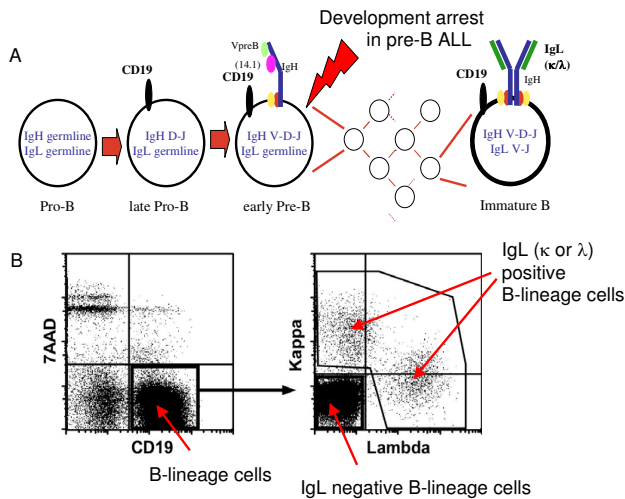 A
Development arrest
in pre-B ALL
VpreB
(14.1)
IgH
CD19
CD19
CD19
IgL
(κ/λ)
IgH
IgH germline
IgL germline
IgH D-J
IgL germline
IgH V-D-J
IgL germline
IgH V-D-J
IgL V-J
Pro-B
late Pro-B
early Pre-B
Immature B
B
7AAD
CD19
B-lineage cells
Kappa
Lambda
IgL (κ or λ)
positive
B-lineage cells
IgL negative B-lineage cells